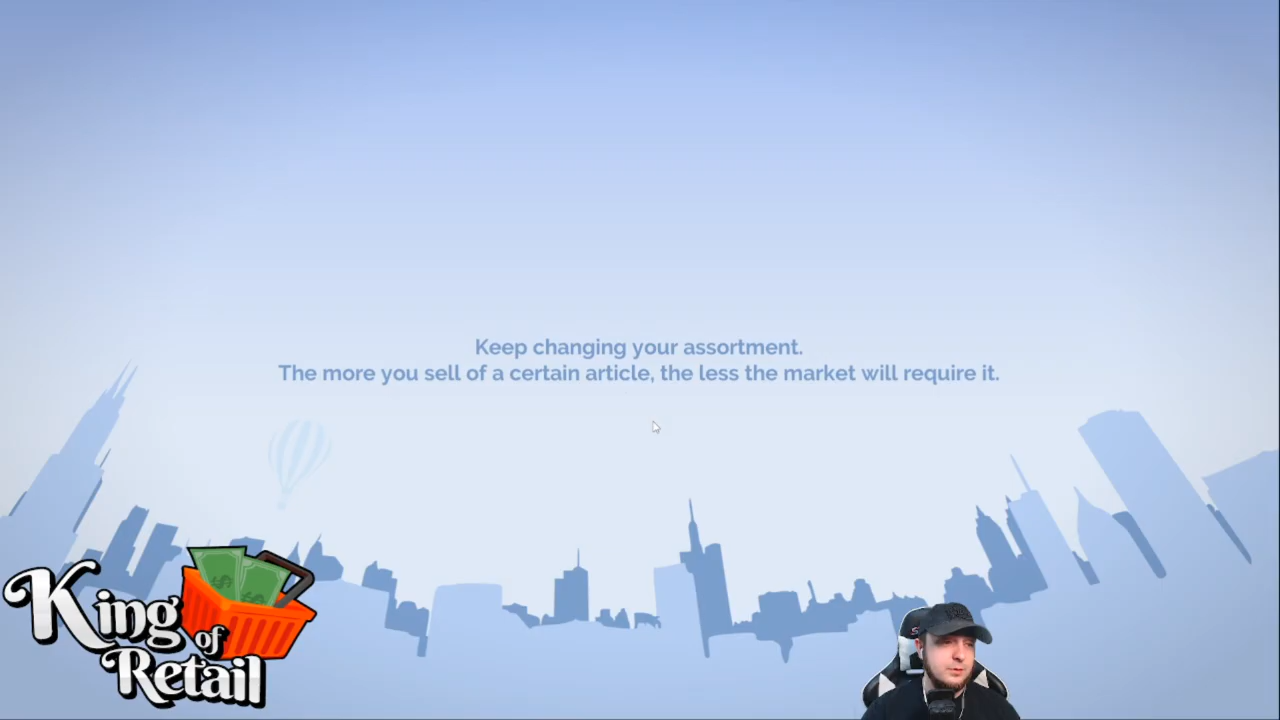 Keep changing your assortment.
The more you sell of a certain article, the less the market will require it.
King
of
Retail